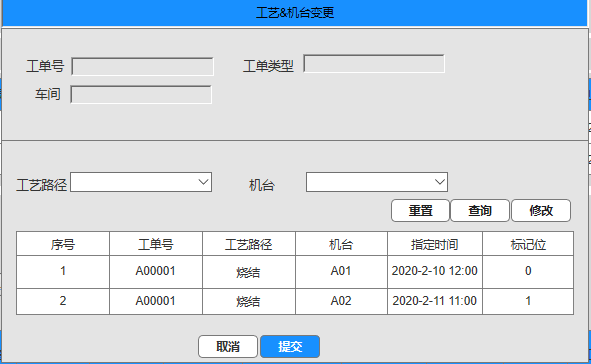 工艺&机台变更
工单号 工单类型
车间
工艺路径 机台
重置 查询 修改
序号 工单号 工艺路径 机台 指定时间 标记位
1 A00001 烧结 A01 2020-2-10 12:00 0
2 A00001 烧结 A02 2020-2-11 11:00 1
取消 提交